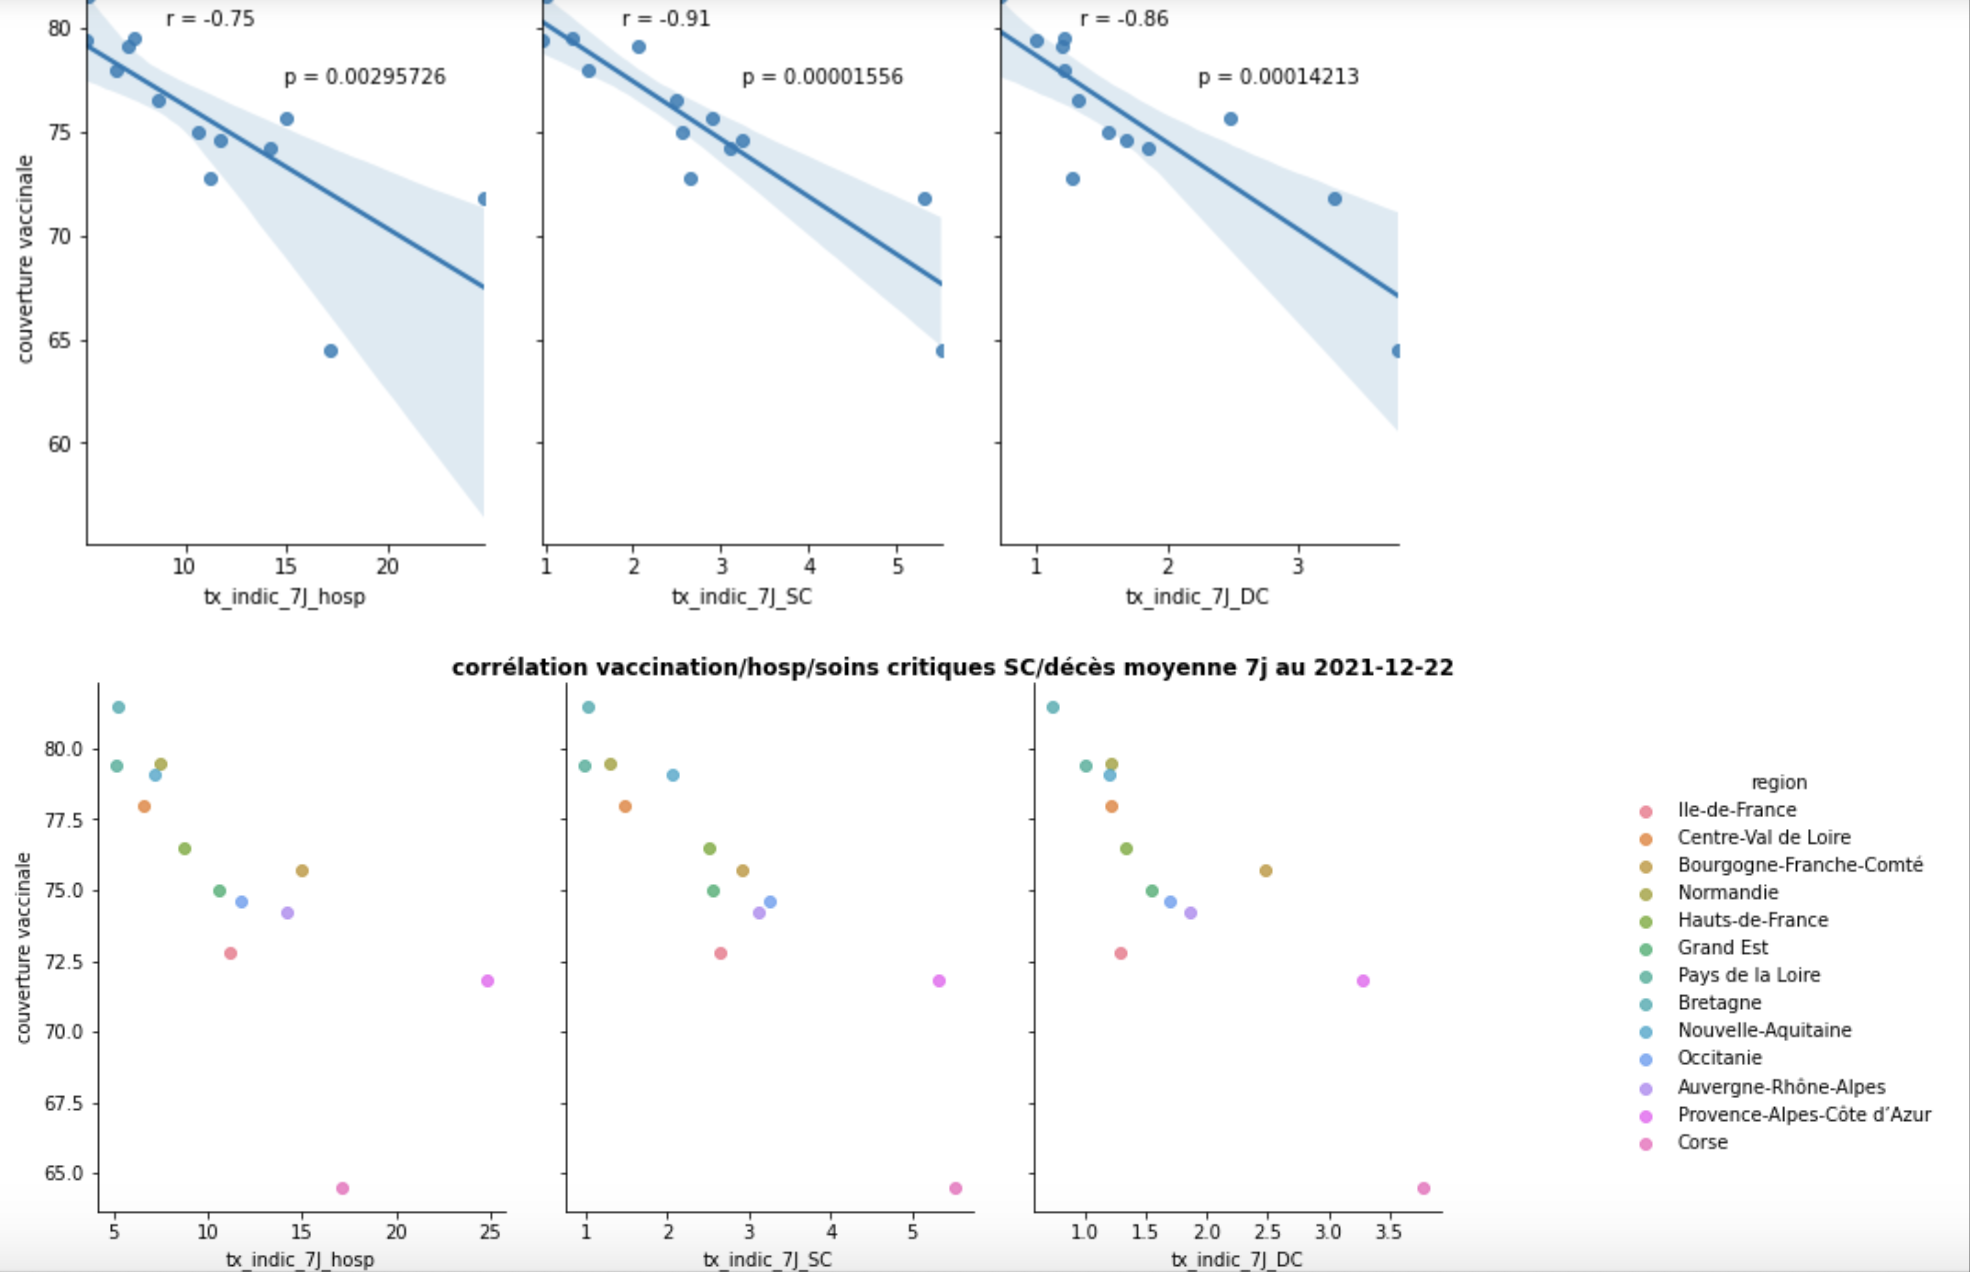 r = -0.75
r = -0.91
r = -0.86
p = 0.00295726
p = 0.00001556
p = 0.00014213
couverture vaccinale
80
75
70
65
60
10 15 20
1 2 3 4 5
1 2 3
tx_indic_7J_hosp
tx_indic_7J_SC
tx_indic_7J_DC
corrélation vaccination/hosp/soins critiques SC/décès moyenne 7j au 2021-12-22
couverture vaccinale
80.0
77.5
75.0
72.5
70.0
67.5
65.0
5 10 15 20 25
1 2 3 4 5
1.0 1.5 2.0 2.5 3.0 3.5
tx_indic_7J_hosp
tx_indic_7J_SC
tx_indic_7J_DC
region
Ile-de-France
Centre-Val de Loire
Bourgogne-Franche-Comté
Normandie
Hauts-de-France
Grand Est
Pays de la Loire
Bretagne
Nouvelle-Aquitaine
Occitanie
Auvergne-Rhône-Alpes
Provence-Alpes-Côte d’Azur
Corse